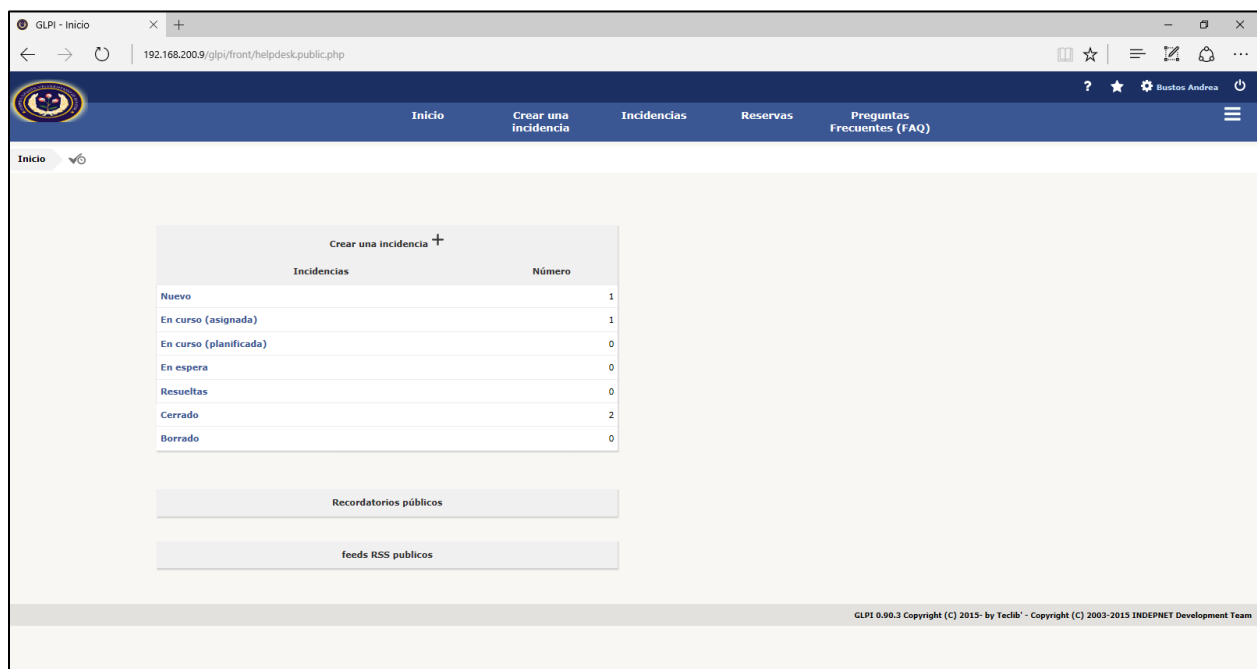 GLPI - Inicio
192.168.200.9/glpi/front/helpdesk.public.php
? Bustos Andrea
Inicio Crear una incidencia Incidencias Reservas Preguntas Frecuentes (FAQ)
Inicio
Crear una incidencia +
Incidencias Número
Nuevo 1
En curso (asignada) 1
En curso (planificada) 0
En espera 0
Resueltas 0
Cerrado 2
Borrado 0
Recordatorios públicos
feeds RSS publicos
GLPI 0.90.3 Copyright (C) 2015- by Teclib' - Copyright (C) 2003-2015 INDEPNET Development Team